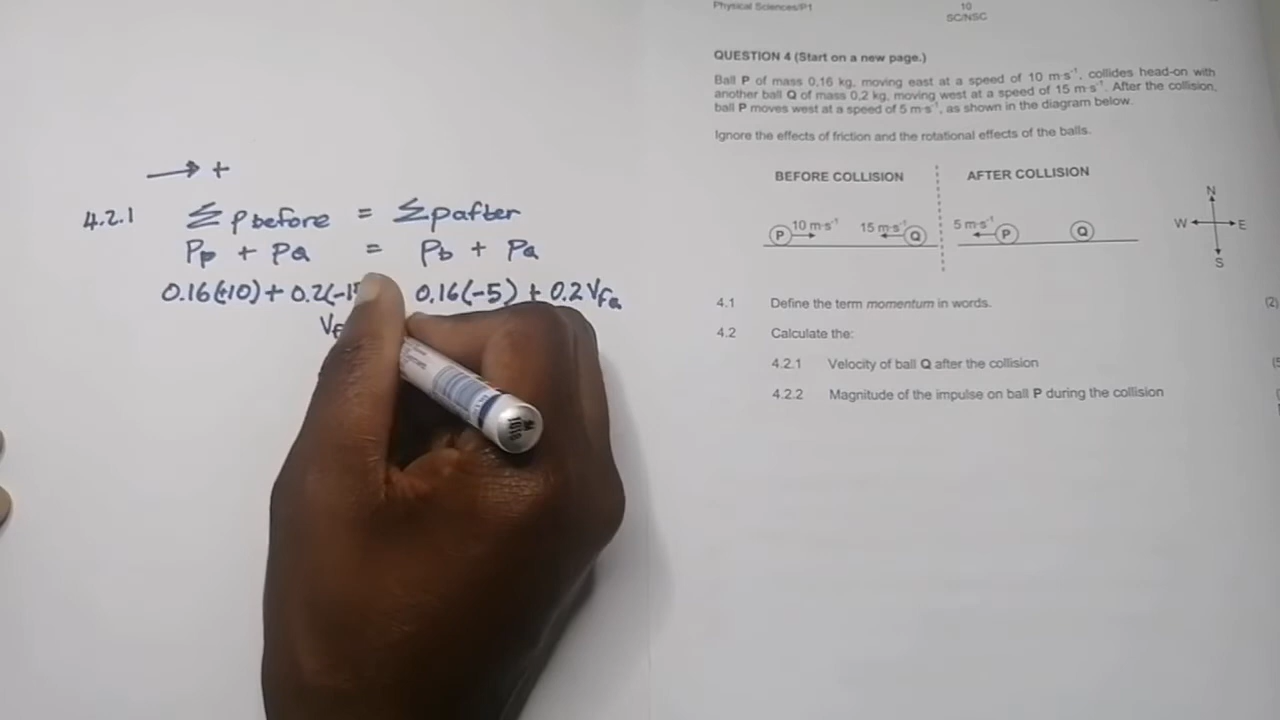 → +
4.2.1 Σpbefore = Σpafter
Pp + pQ = Pb + pQ
0.16(+10) + 0.2(-1 0.16(-5) + 0.2VfQ
Vf
Physical Sciences/P1
10
SC/NSC
QUESTION 4 (Start on a new page.)
Ball P of mass 0,16 kg, moving east at a speed of 10 m·s⁻¹, collides head-on with
another ball Q of mass 0,2 kg, moving west at a speed of 15 m·s⁻¹. After the collision,
ball P moves west at a speed of 5 m·s⁻¹, as shown in the diagram below.
Ignore the effects of friction and the rotational effects of the balls.
BEFORE COLLISION AFTER COLLISION
N
W E
S
P 10 m·s⁻¹ 15 m·s⁻¹ Q 5 m·s⁻¹ P Q
4.1 Define the term momentum in words. (2)
4.2 Calculate the:
4.2.1 Velocity of ball Q after the collision (5
4.2.2 Magnitude of the impulse on ball P during the collision